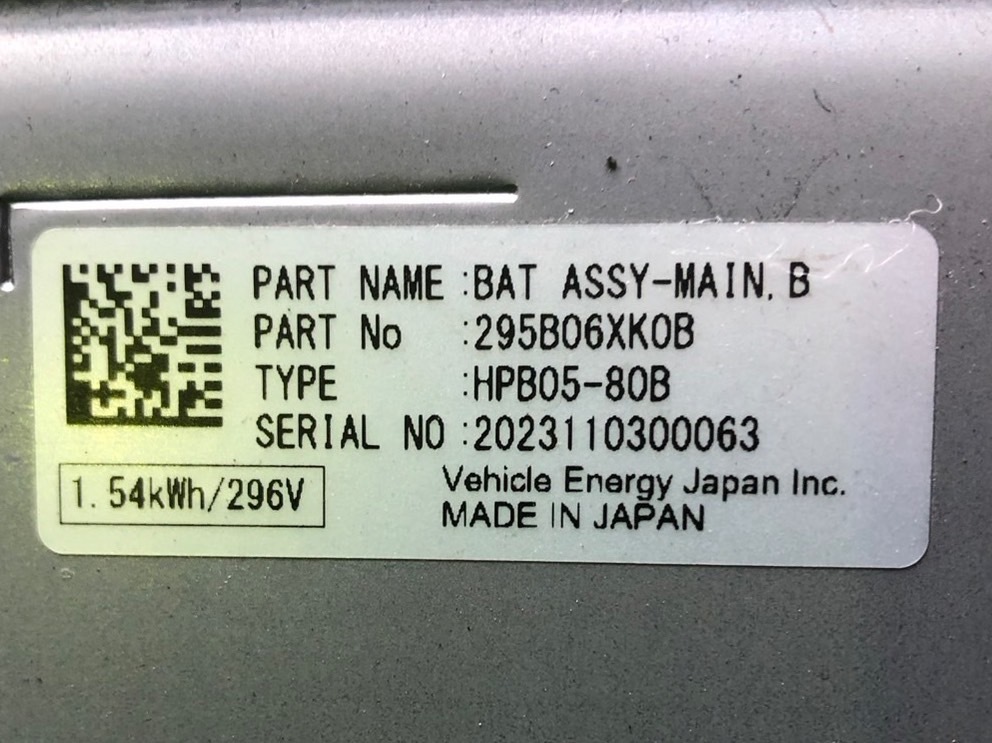 PART NAME :BAT ASSY-MAIN, B
PART No :295B06XK0B
TYPE :HPB05-80B
SERIAL NO :2023110300063
1.54kWh/296V
Vehicle Energy Japan Inc.
MADE IN JAPAN